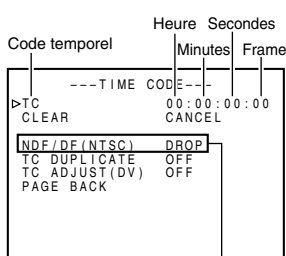 Heure Secondes
Code temporel Minutes Frame
---TIME CODE---
TC 00:00:00:00
CLEAR CANCEL
NDF/DF(NTSC) DROP
TC DUPLICATE OFF
TC ADJUST(DV) OFF
PAGE BACK